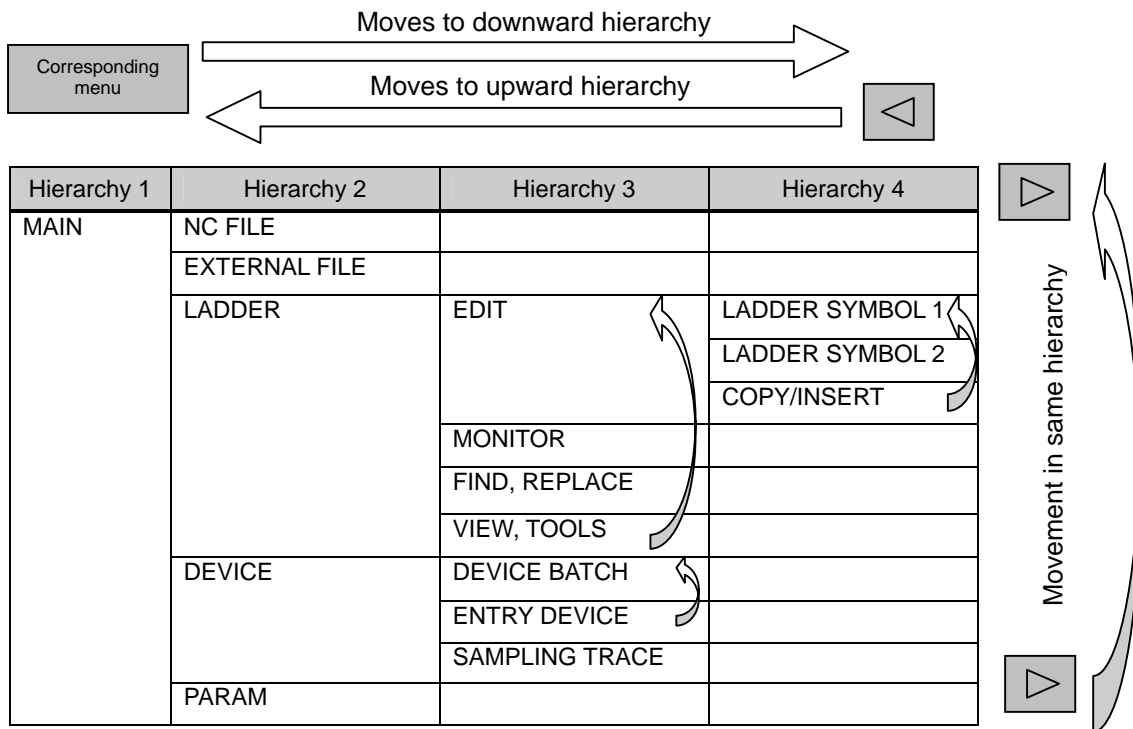 Moves to downward hierarchy
Corresponding
menu
Moves to upward hierarchy
Hierarchy 1 Hierarchy 2 Hierarchy 3 Hierarchy 4
MAIN NC FILE
EXTERNAL FILE
LADDER EDIT LADDER SYMBOL 1
LADDER SYMBOL 2
COPY/INSERT
MONITOR
FIND, REPLACE
VIEW, TOOLS
DEVICE DEVICE BATCH
ENTRY DEVICE
SAMPLING TRACE
PARAM
Movement in same hierarchy